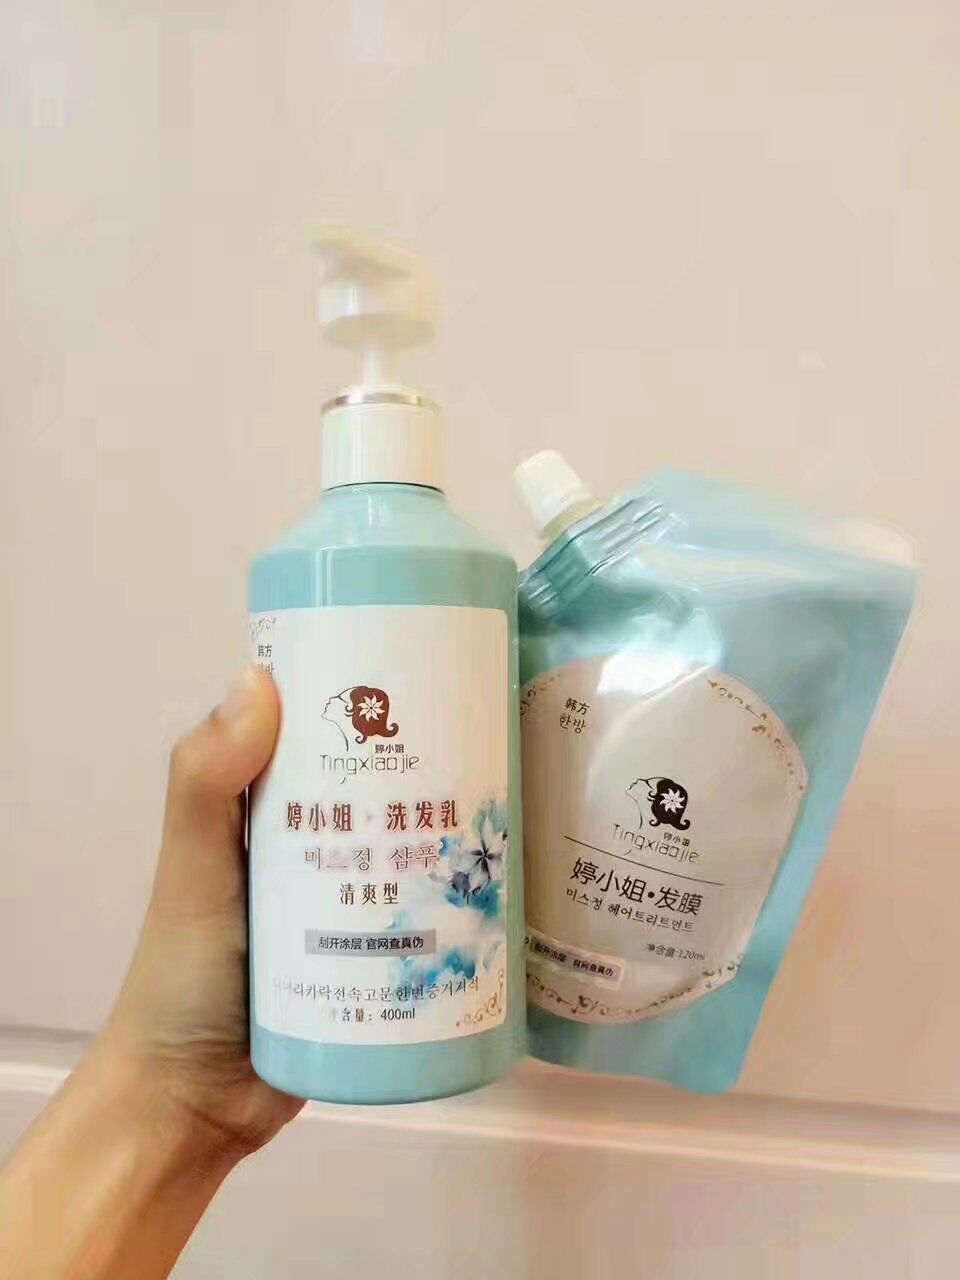 韩方
婷小姐
Tingxiaojie
婷小姐·洗发乳
미스정 샴푸
清爽型
刮开涂层 官网查真伪
含量：400ml
韩方
한방
婷小姐
Tingxiaojie
婷小姐·发膜
미스정 헤어트리트먼트
净含量:120ml
刮开涂层 官网查真伪